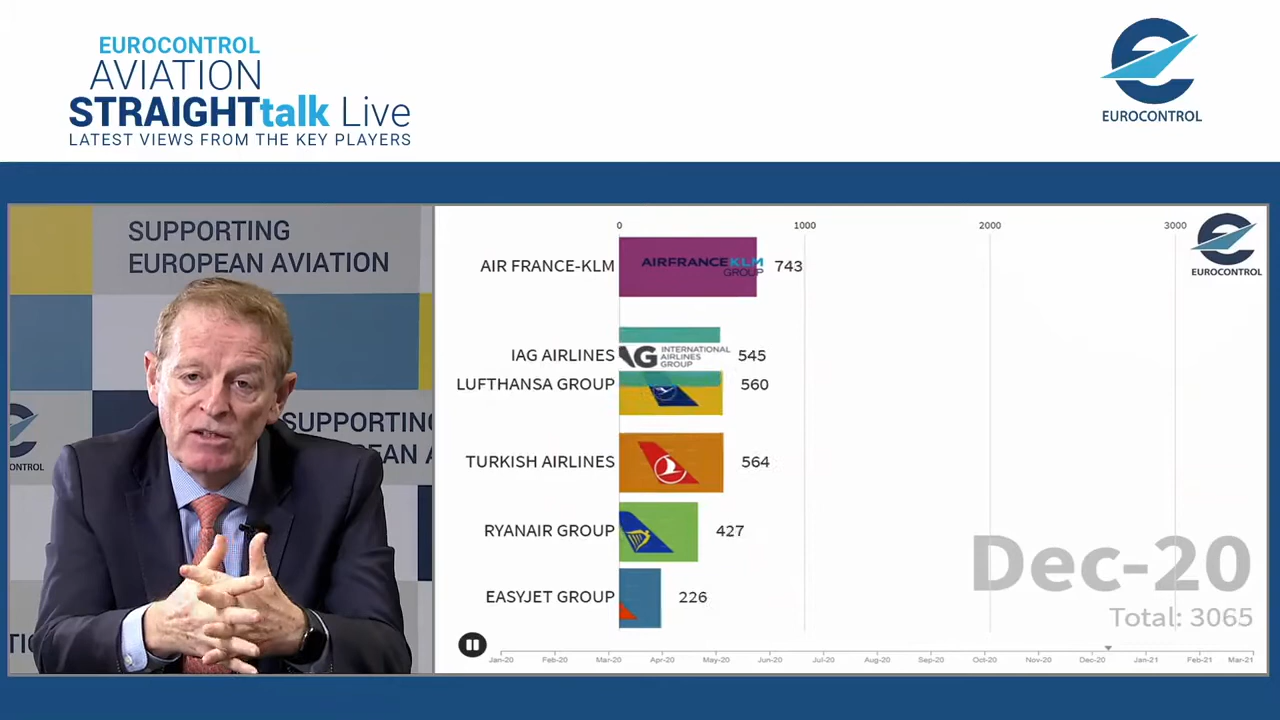 EUROCONTROL
AVIATION
STRAIGHTtalk Live
LATEST VIEWS FROM THE KEY PLAYERS
EUROCONTROL
SUPPORTING
EUROPEAN AVIATION
SUPPORTING
EAN A
CONTROL
0
1000
2000
3000
EUROCONTROL
AIR FRANCE-KLM
AIRFRANCE KLM
GROUP
743
IAG AIRLINES
AG
INTERNATIONAL
AIRLINES
GROUP
545
LUFTHANSA GROUP
560
TURKISH AIRLINES
564
RYANAIR GROUP
427
EASYJET GROUP
226
Dec-20
Total: 3065
Jan-20 Feb-20 Mar-20 Apr-20 May-20 Jun-20 Jul-20 Aug-20 Sep-20 Oct-20 Nov-20 Dec-20 Jan-21 Feb-21 Mar-21